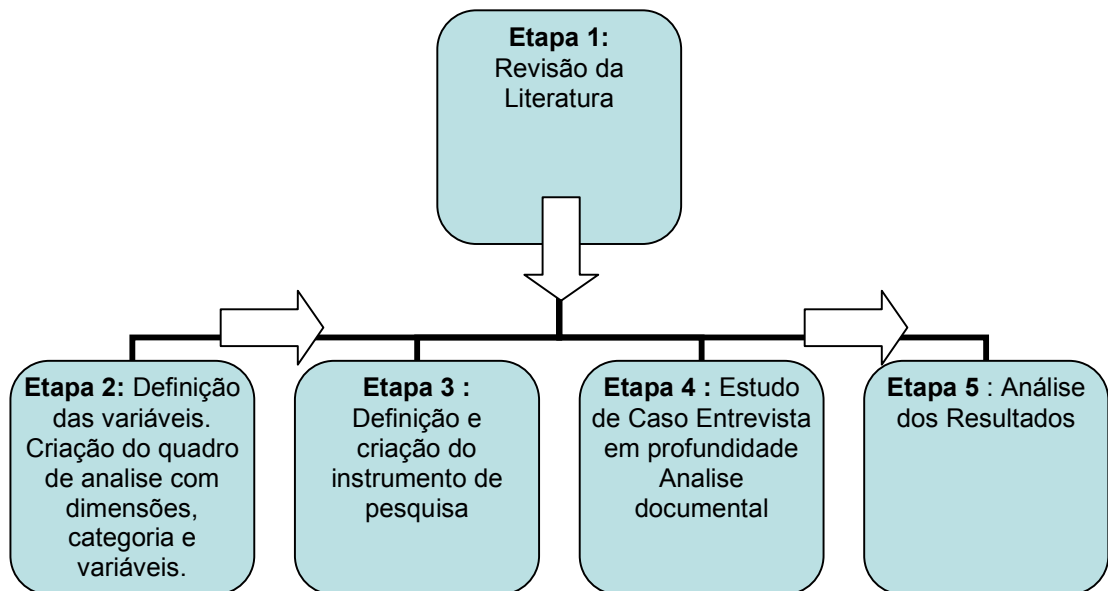 Etapa 1:
Revisão da
Literatura
Etapa 2: Definição
das variáveis.
Criação do quadro
de analise com
dimensões,
categoria e
variáveis.
Etapa 3 :
Definição e
criação do
instrumento de
pesquisa
Etapa 4 : Estudo
de Caso Entrevista
em profundidade
Analise
documental
Etapa 5 : Análise
dos Resultados